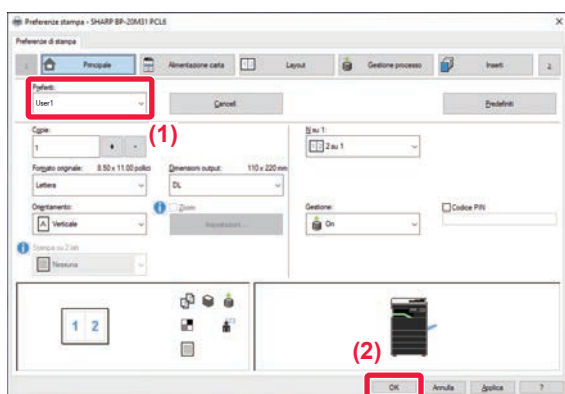 Preferenze stampa - SHARP BP-20M31 PCL6
Preferenze di stampa
Principale
Alimentazione carta
Layout
Gestione processo
Inserti
Preferiti:
User1
Cancel
Predefiniti
(1)
Copie:
1
+ -
N su 1:
2 su 1
Formato originale: 8.50 x 11.00 pollici
Lettera
Dimensioni output: 110 x 220 mm
DL
Orientamento:
Verticale
Zoom
Impostazioni ...
Gestione:
On
Codice PIN
Stampa su 2 lati:
Nessuna
1 2
(2)
OK
Annulla
Applica
?